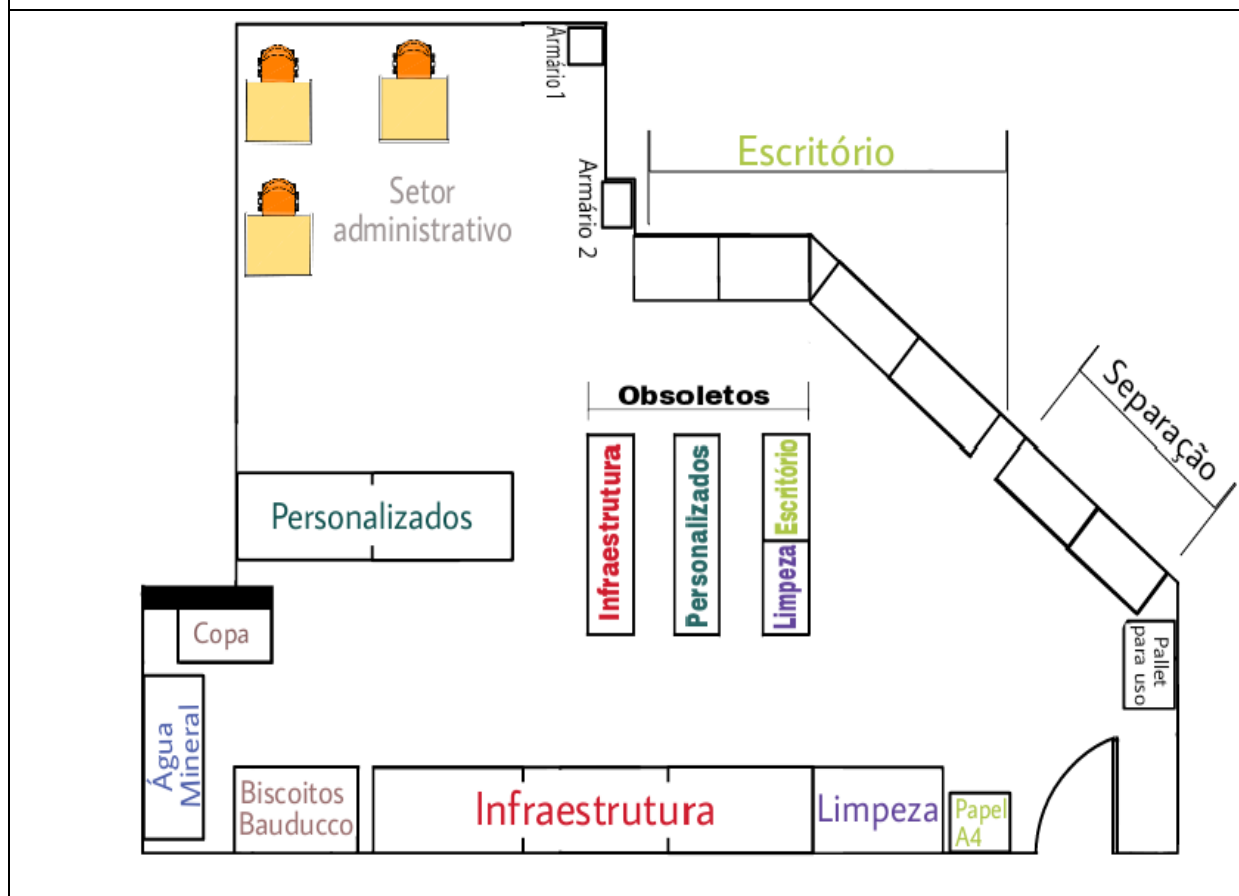 Armário 1
Escritório
Armário 2
Setor
administrativo
Separação
Obsoletos
Infraestrutura
Personalizados
Escritório
Limpeza
Personalizados
Copa
Pallet
para uso
Água
Mineral
Biscoitos
Bauducco
Infraestrutura
Limpeza
Papel
A4